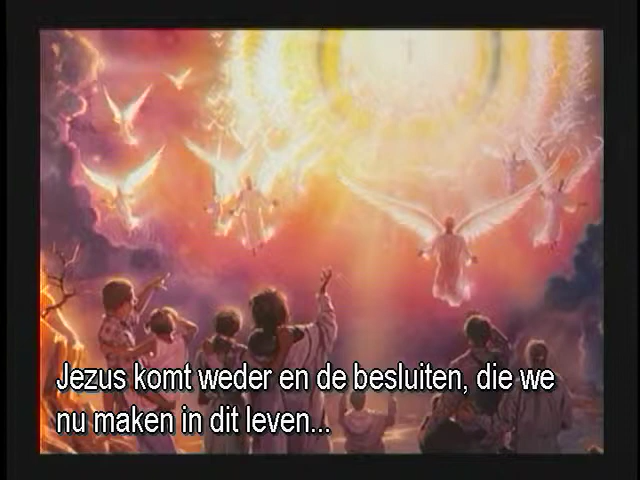 Jezus komt weder en de besluiten, die we
nu maken in dit leven...